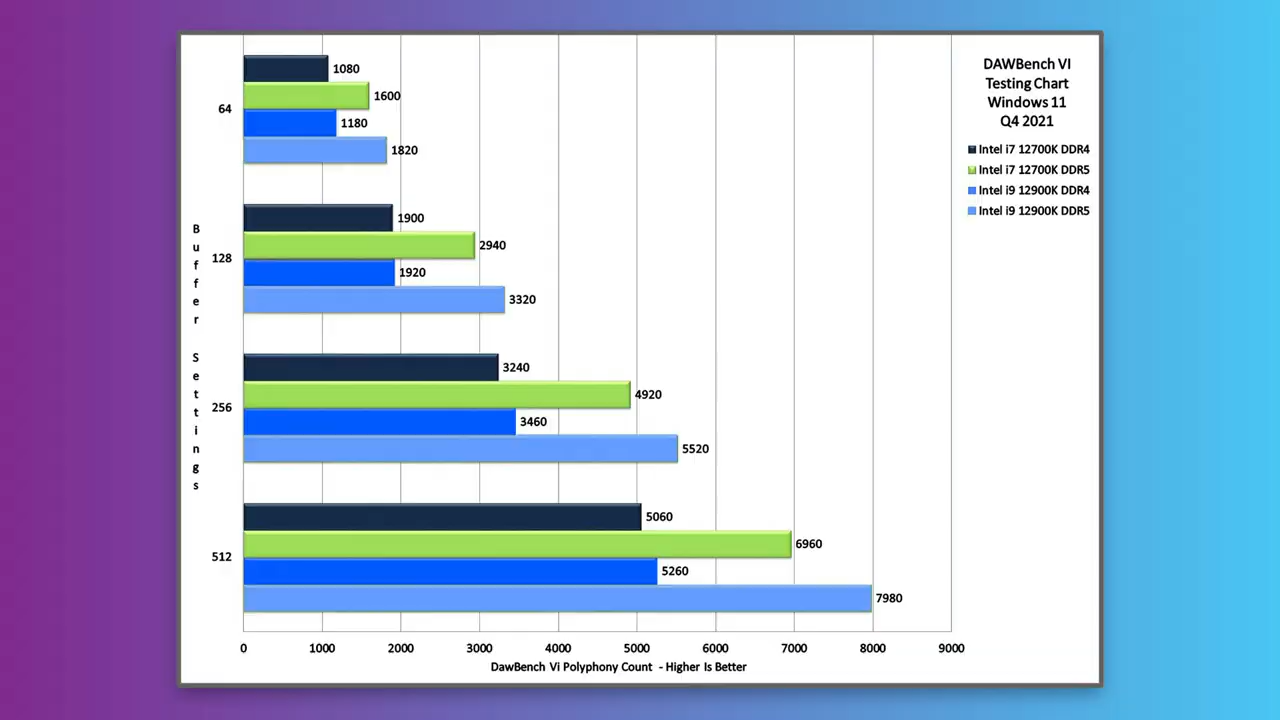 DAWBench VI
Testing Chart
Windows 11
Q4 2021
Intel i7 12700K DDR4
Intel i7 12700K DDR5
Intel i9 12900K DDR4
Intel i9 12900K DDR5
Buffer Settings
64
1080
1600
1180
1820
128
1900
2940
1920
3320
256
3240
4920
3460
5520
512
5060
6960
5260
7980
0 1000 2000 3000 4000 5000 6000 7000 8000 9000
DawBench Vi Polyphony Count - Higher Is Better